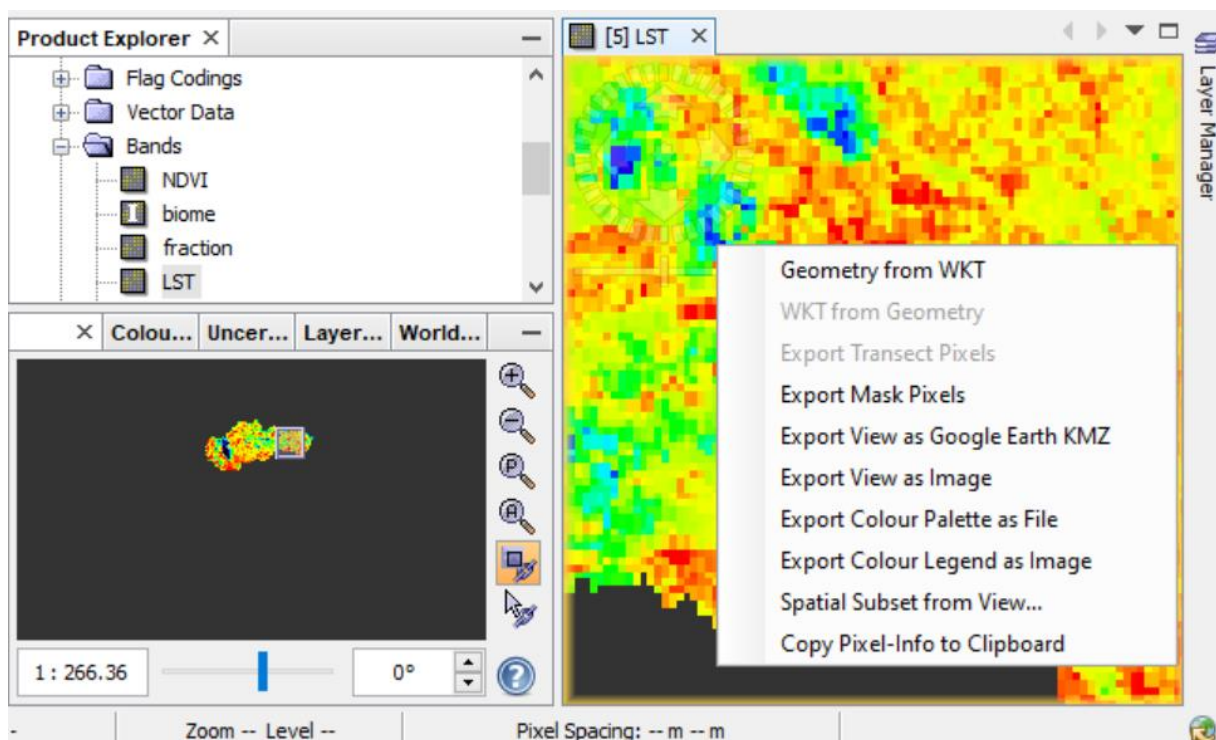 Product Explorer
Flag Codings
Vector Data
Bands
NDVI
biome
fraction
LST
Colou... Uncer... Layer... World...
1 : 266.36
0°
[5] LST
Layer Manager
Geometry from WKT
WKT from Geometry
Export Transect Pixels
Export Mask Pixels
Export View as Google Earth KMZ
Export View as Image
Export Colour Palette as File
Export Colour Legend as Image
Spatial Subset from View...
Copy Pixel-Info to Clipboard
- Zoom -- Level -- Pixel Spacing: -- m -- m